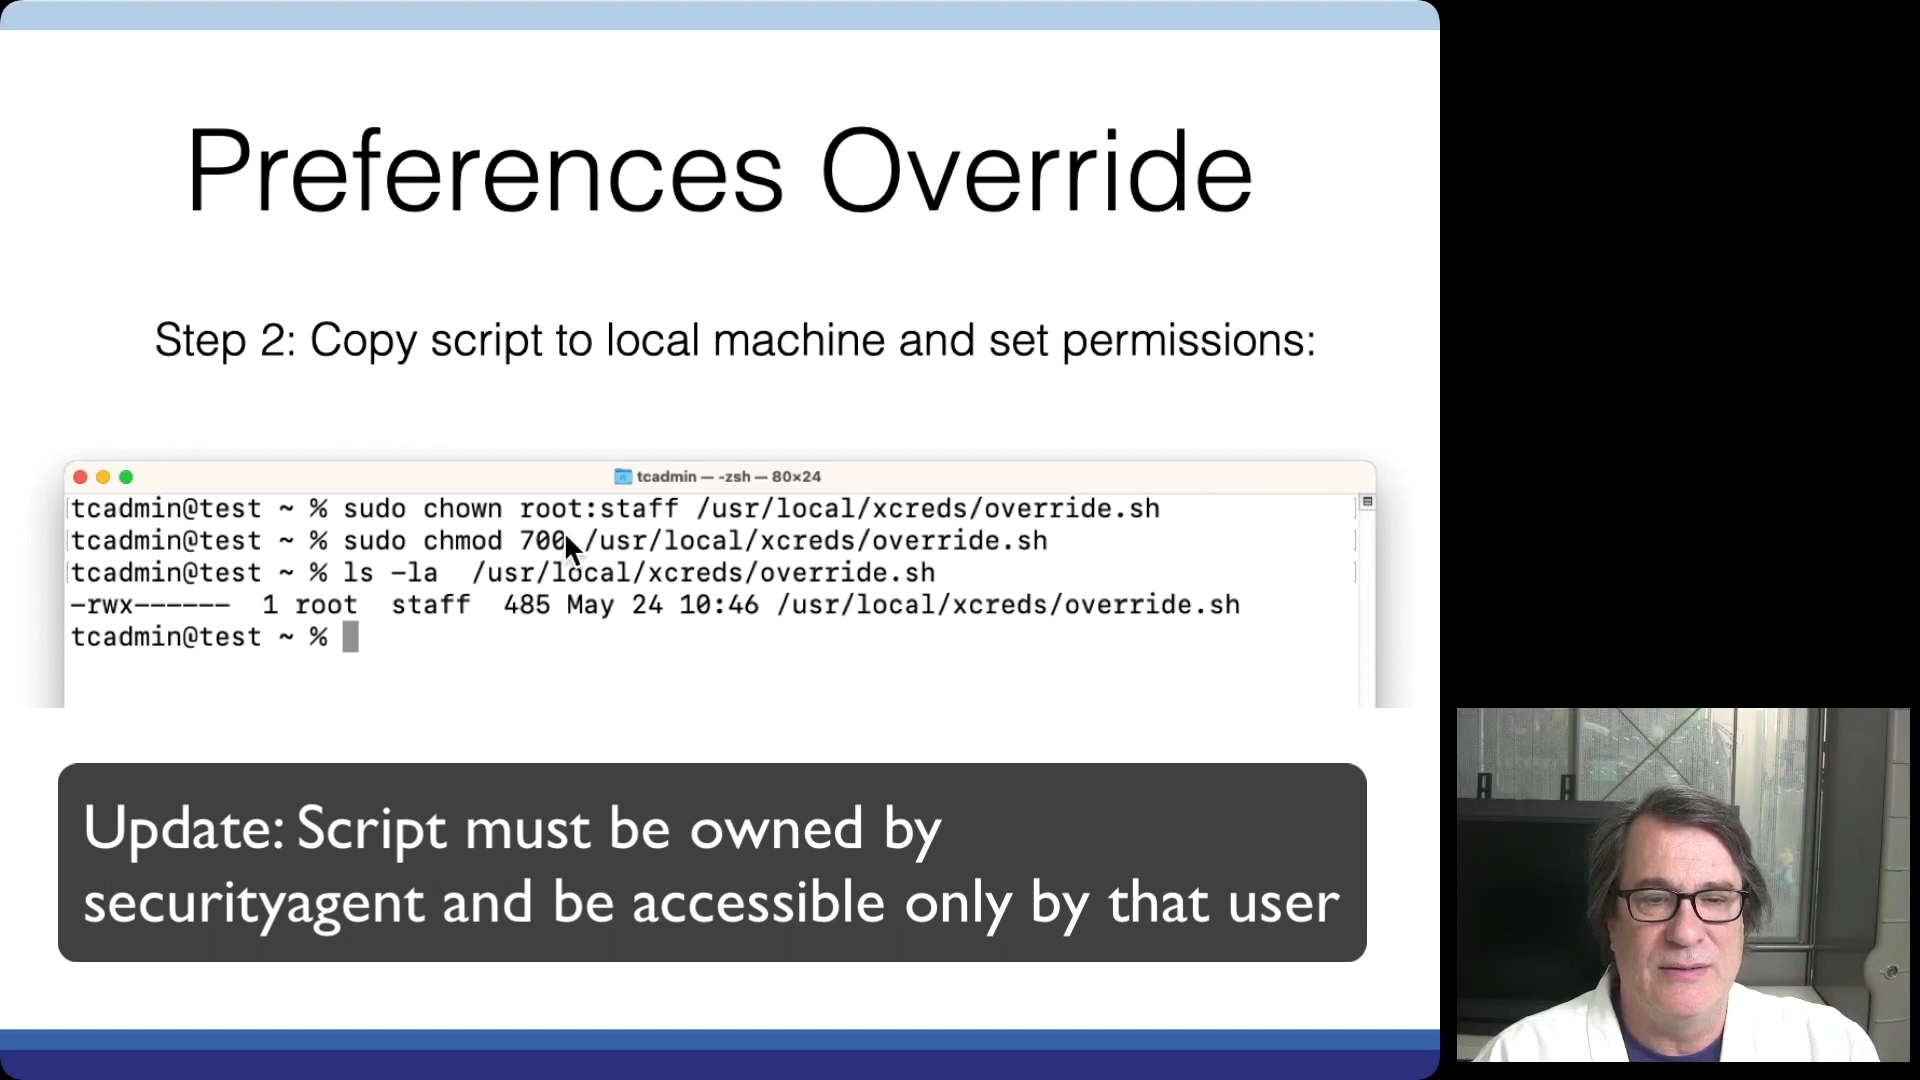 Preferences Override
Step 2: Copy script to local machine and set permissions:
tcadmin — -zsh — 80×24
tcadmin@test ~ % sudo chown root:staff /usr/local/xcreds/override.sh
tcadmin@test ~ % sudo chmod 700 /usr/local/xcreds/override.sh
tcadmin@test ~ % ls -la  /usr/local/xcreds/override.sh
-rwx------  1 root  staff  485 May 24 10:46 /usr/local/xcreds/override.sh
tcadmin@test ~ %
Update: Script must be owned by
securityagent and be accessible only by that user